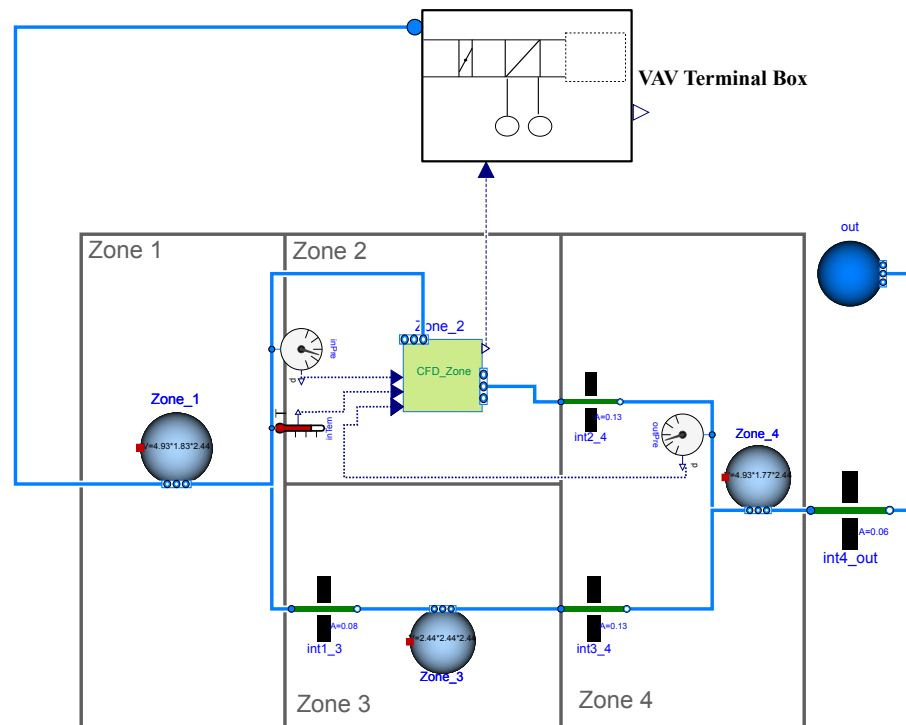 VAV Terminal Box
Zone 1
Zone 2
Zone_2
CFD_Zone
inPre
p
T
inTem
Zone_1
V=4.93*1.83*2.44
out
A=0.13
int2_4
outPre
p
Zone_4
=4.93*1.77*2.44
A=0.06
int4_out
A=0.08
int1_3
V=2.44*2.44*2.44
Zone_3
A=0.13
int3_4
Zone 3
Zone 4